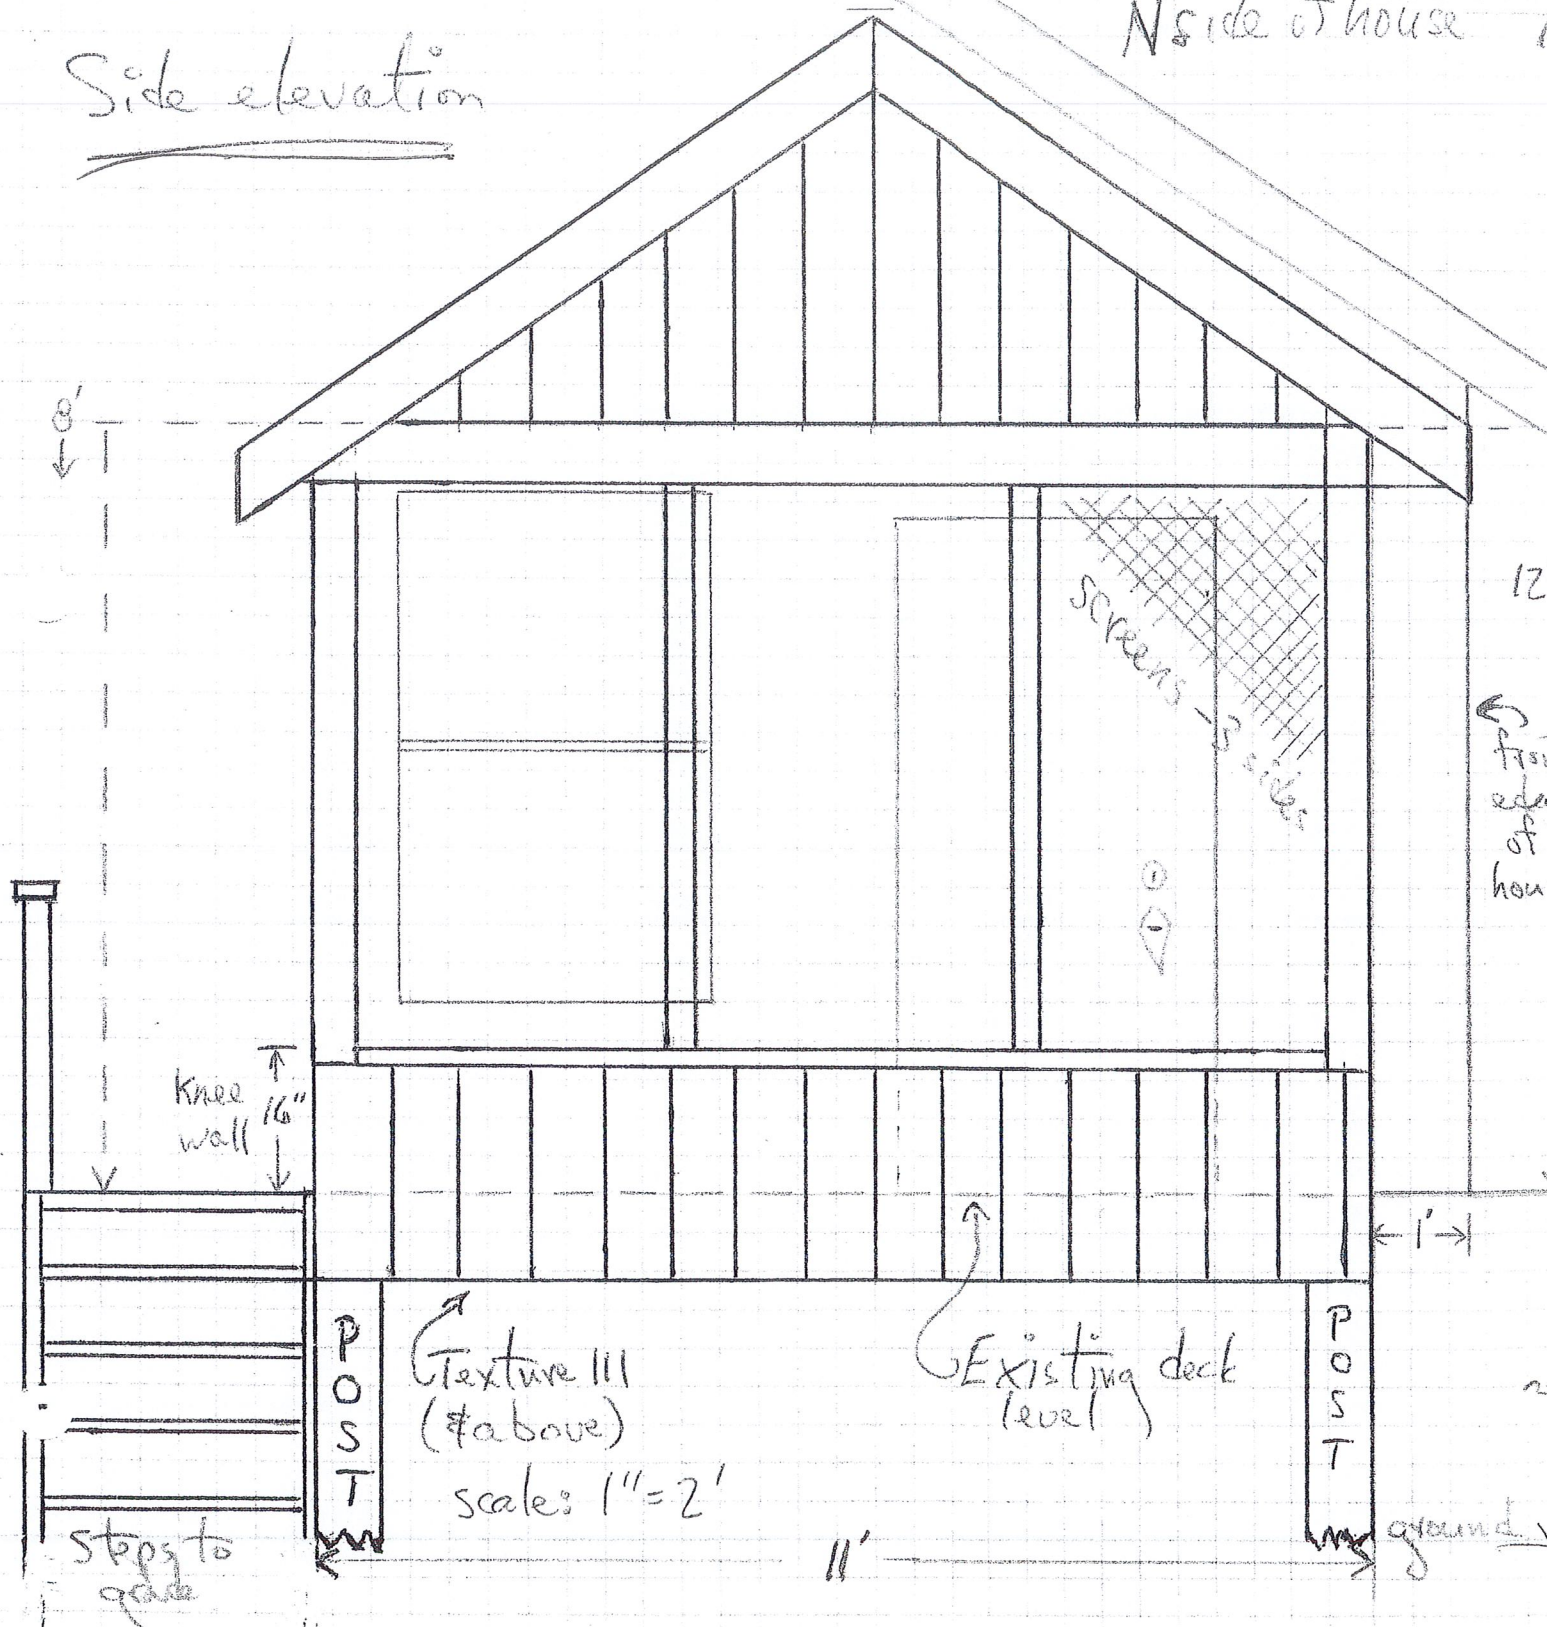 N side of house
Side elevation
8'
12
screens - 3 sides
of
Knee
wall
16"
1'
POST
POST
Texture 111
(& above)
Existing deck
level
scale: 1" = 2'
steps to
grade
11'
ground